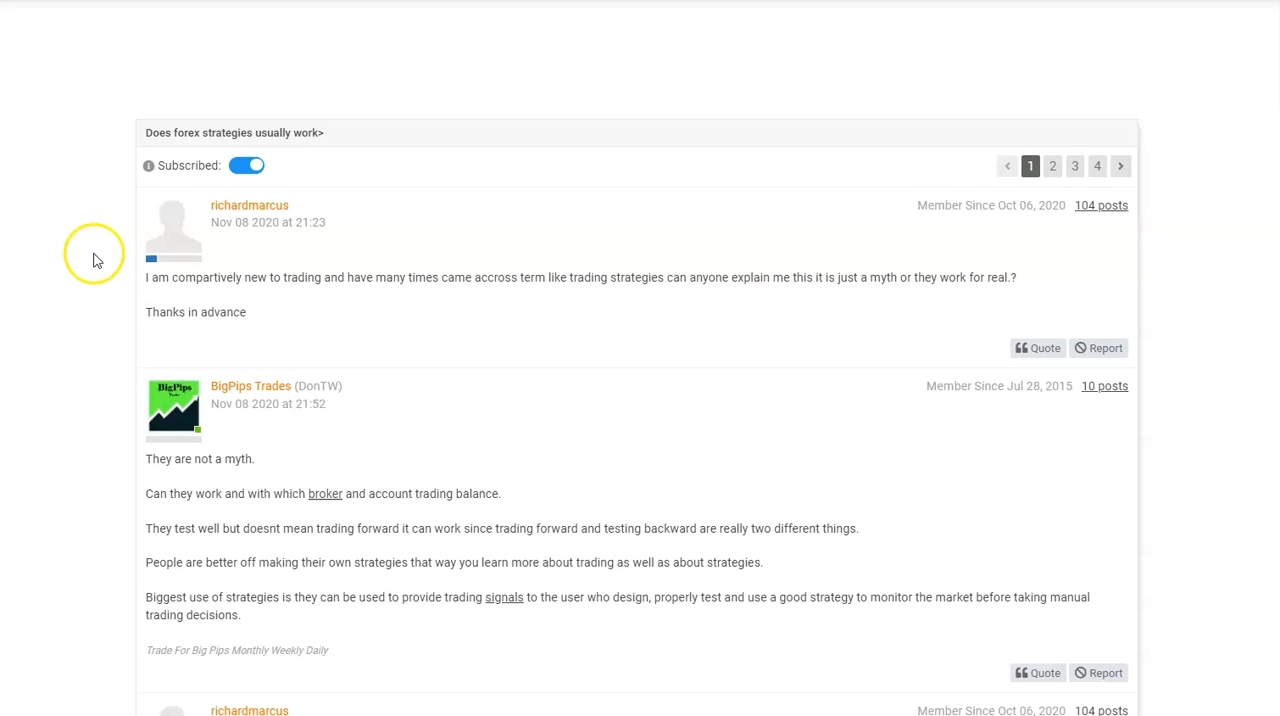 Does forex strategies usually work>
Subscribed:
1 2 3 4
richardmarcus
Member Since Oct 06, 2020 104 posts
Nov 08 2020 at 21:23
I am compartively new to trading and have many times came accross term like trading strategies can anyone explain me this it is just a myth or they work for real.?
Thanks in advance
Quote Report
BigPips Trades (DonTW)
Member Since Jul 28, 2015 10 posts
Nov 08 2020 at 21:52
BigPips
Trades
They are not a myth.
Can they work and with which broker and account trading balance.
They test well but doesnt mean trading forward it can work since trading forward and testing backward are really two different things.
People are better off making their own strategies that way you learn more about trading as well as about strategies.
Biggest use of strategies is they can be used to provide trading signals to the user who design, properly test and use a good strategy to monitor the market before taking manual
trading decisions.
Trade For Big Pips Monthly Weekly Daily
Quote Report
richardmarcus
Member Since Oct 06, 2020 104 posts